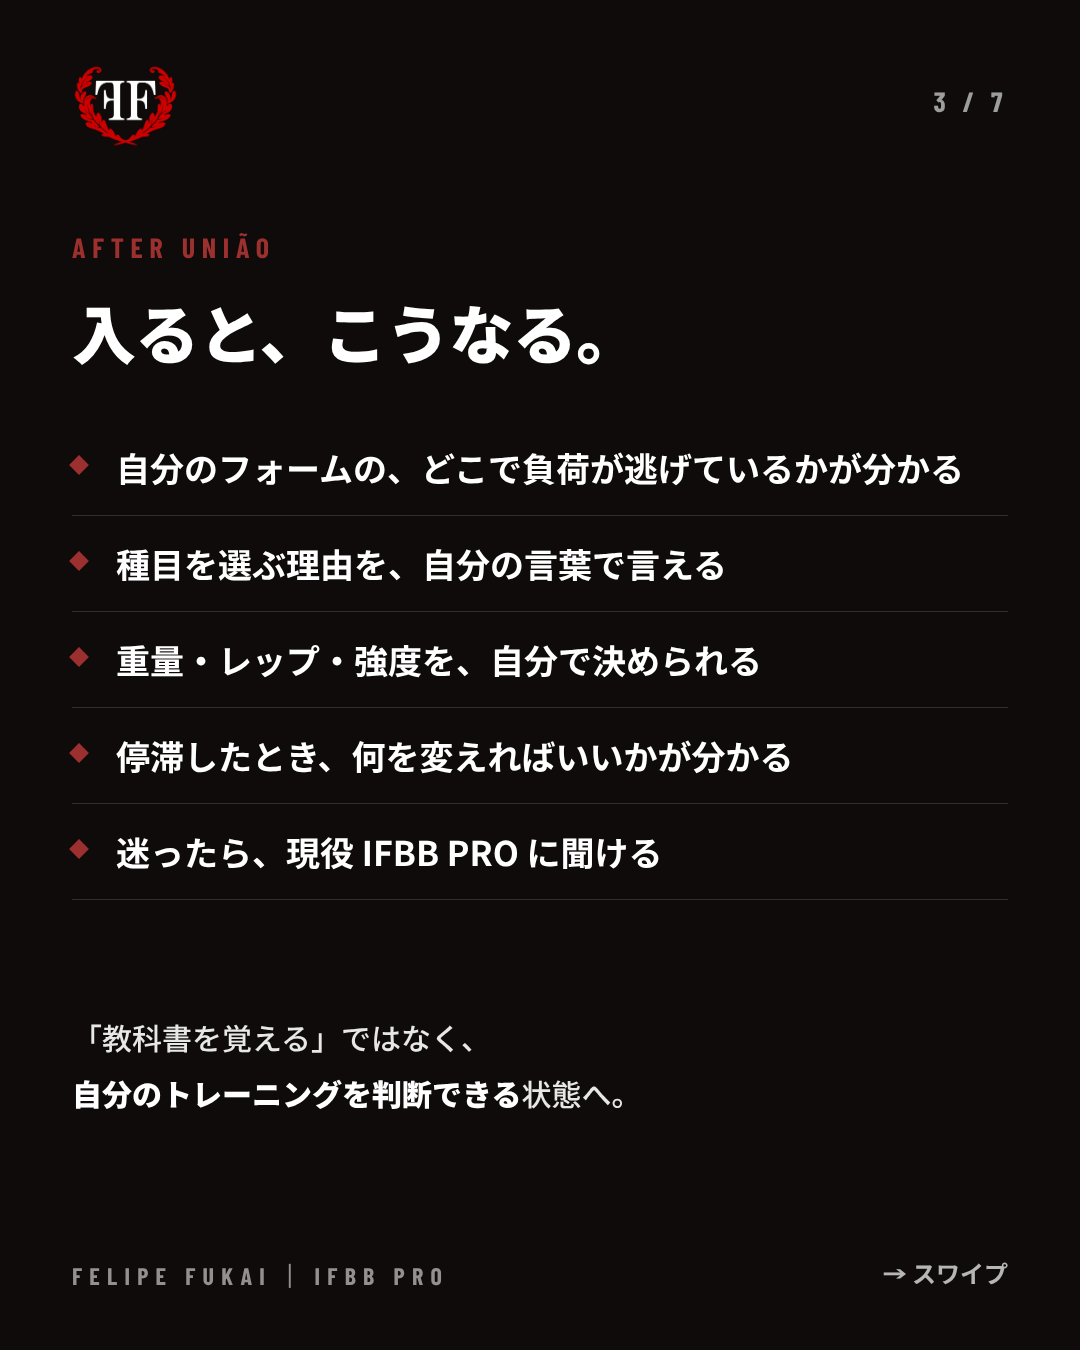 FF
3 / 7
AFTER UNIÃO
入ると、こうなる。
自分のフォームの、どこで負荷が逃げているかが分かる
種目を選ぶ理由を、自分の言葉で言える
重量・レップ・強度を、自分で決められる
停滞したとき、何を変えればいいかが分かる
迷ったら、現役 IFBB PRO に聞ける
「教科書を覚える」ではなく、
自分のトレーニングを判断できる状態へ。
FELIPE FUKAI | IFBB PRO
→ スワイプ